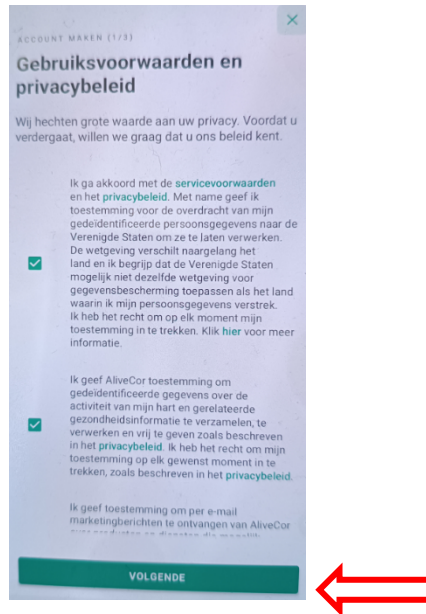 ACCOUNT MAKEN (1/3)
Gebruiksvoorwaarden en
privacybeleid
Wij hechten grote waarde aan uw privacy. Voordat u
verdergaat, willen we graag dat u ons beleid kent.
Ik ga akkoord met de servicevoorwaarden
en het privacybeleid. Met name geef ik
toestemming voor de overdracht van mijn
gedeïdentificeerde persoonsgegevens naar de
Verenigde Staten om ze te laten verwerken.
De wetgeving verschilt naargelang het
land en ik begrijp dat de Verenigde Staten
mogelijk niet dezelfde wetgeving voor
gegevensbescherming toepassen als het land
waarin ik mijn persoonsgegevens verstrek.
Ik heb het recht om op elk moment mijn
toestemming in te trekken. Klik hier voor meer
informatie.
Ik geef AliveCor toestemming om
gedeïdentificeerde gegevens over de
activiteit van mijn hart en gerelateerde
gezondheidsinformatie te verzamelen, te
verwerken en vrij te geven zoals beschreven
in het privacybeleid. Ik heb het recht om mijn
toestemming op elk gewenst moment in te
trekken, zoals beschreven in het privacybeleid.
Ik geef toestemming om per e-mail
marketingberichten te ontvangen van AliveCor
VOLGENDE